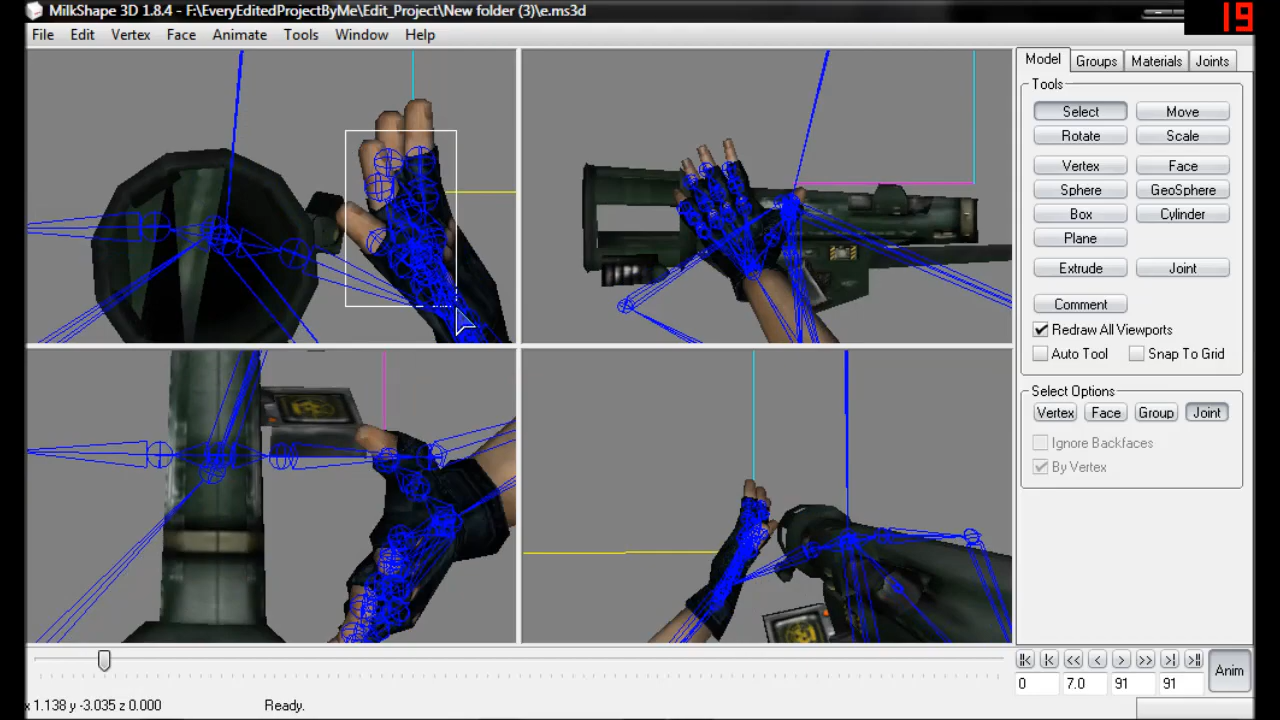 MilkShape 3D 1.8.4 - F:\EveryEditedProjectByMe\Edit_Project\New folder (3)\e.ms3d
19
File Edit Vertex Face Animate Tools Window Help
Model Groups Materials Joints
Tools
Select Move
Rotate Scale
Vertex Face
Sphere GeoSphere
Box Cylinder
Plane
Extrude Joint
Comment
Redraw All Viewports
Auto Tool Snap To Grid
Select Options
Vertex Face Group Joint
Ignore Backfaces
By Vertex
|<< |< << < > >> >| >>|
0 7.0 91 91 Anim
x 1.138 y -3.035 z 0.000 Ready.